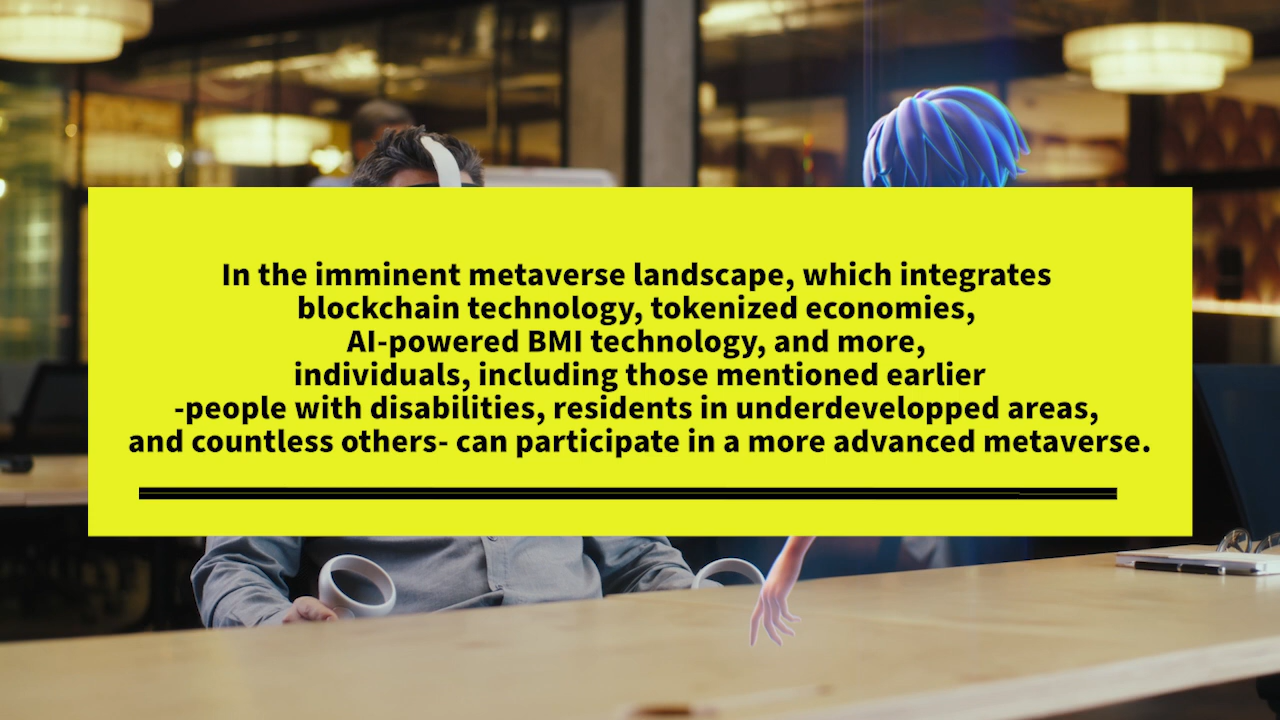 In the imminent metaverse landscape, which integrates
blockchain technology, tokenized economies,
AI-powered BMI technology, and more,
individuals, including those mentioned earlier
-people with disabilities, residents in underdevelopped areas,
and countless others- can participate in a more advanced metaverse.